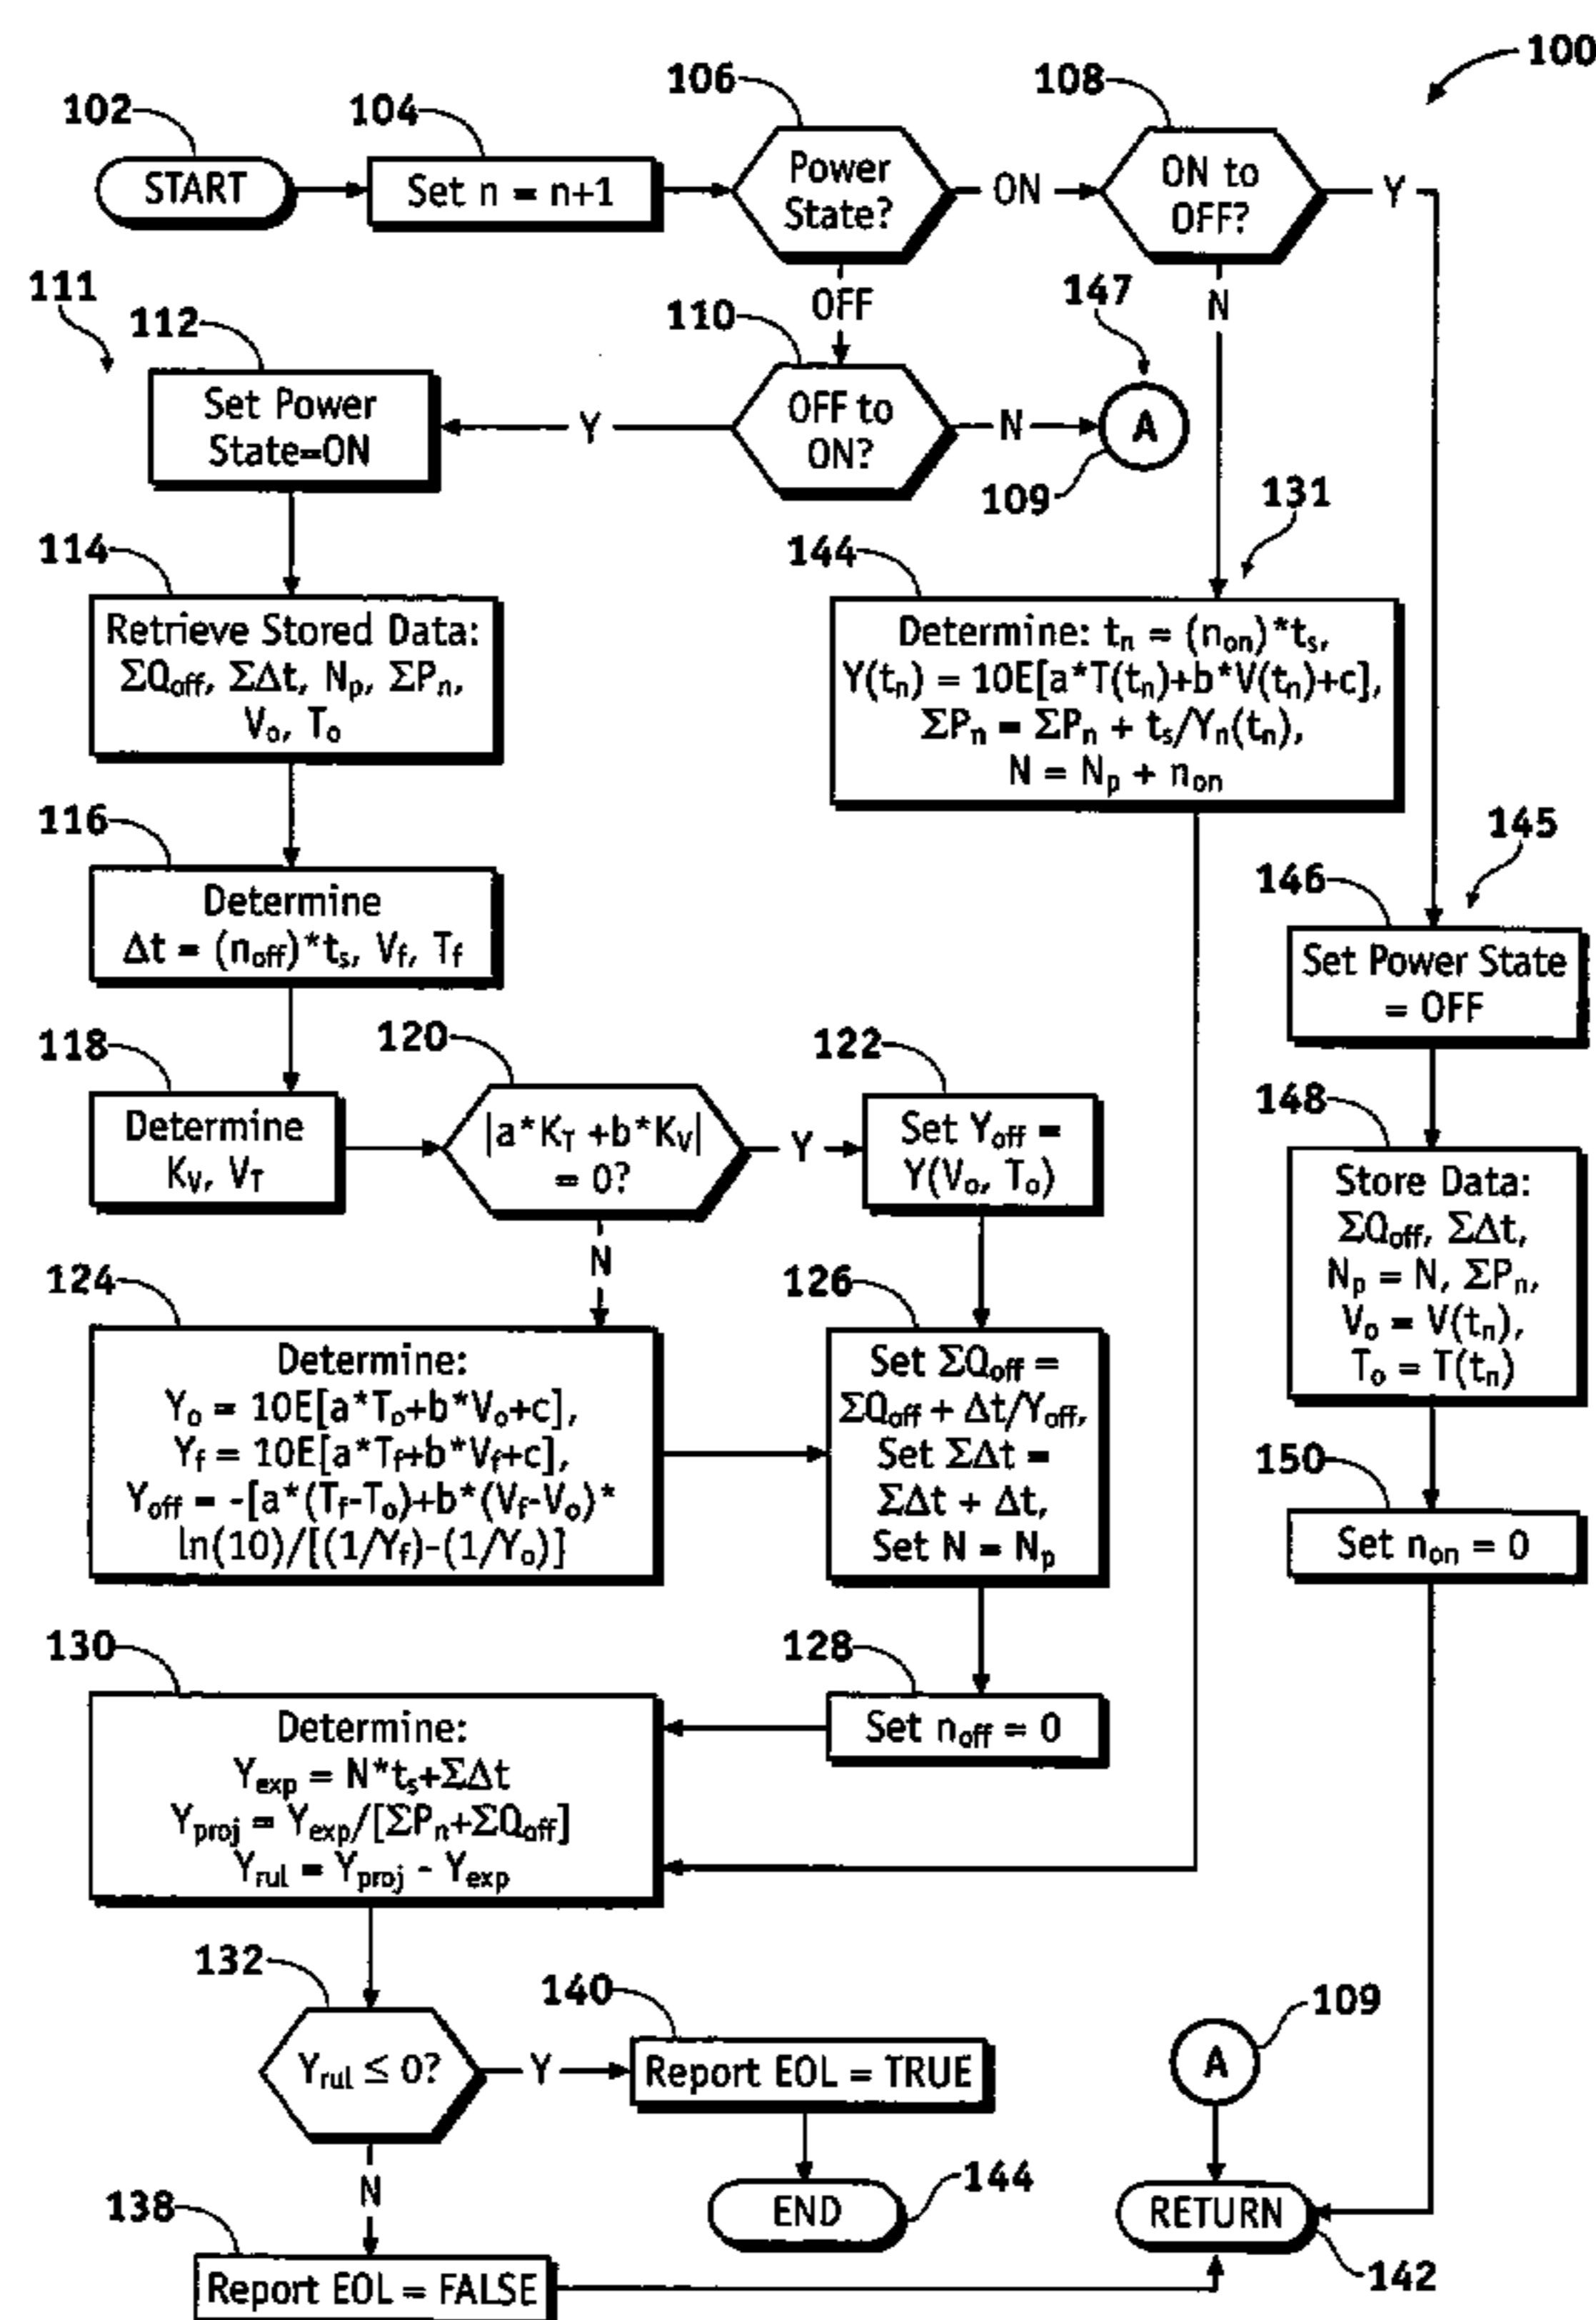 100
102
104
106
108
START
Set n = n+1
Power
State?
ON
ON to
OFF?
Y
OFF
N
111
112
110
147
Set Power
State=ON
Y
OFF to
ON?
N
A
109
131
114
144
Retrieve Stored Data:
ΣQoff, ΣΔt, Np, ΣPn,
Vo, To
Determine: tn = (non)*ts,
Y(tn) = 10E[a*T(tn)+b*V(tn)+c],
ΣPn = ΣPn + ts/Yn(tn),
N = Np + non
116
Determine
Δt = (noff)*ts, Vf, Tf
145
146
Set Power State
= OFF
118
120
122
Determine
KV, VT
|a*KT +b*KV|
= 0?
Y
Set Yoff =
Y(Vo, To)
N
148
Store Data:
ΣQoff, ΣΔt,
Np = N, ΣPn,
Vo = V(tn),
To = T(tn)
124
Determine:
Yo = 10E[a*To+b*Vo+c],
Yf = 10E[a*Tf+b*Vf+c],
Yoff = -[a*(Tf-To)+b*(Vf-Vo)*
ln(10)/[(1/Yf)-(1/Yo)]
126
Set ΣQoff =
ΣQoff + Δt/Yoff,
Set ΣΔt =
ΣΔt + Δt,
Set N = Np
150
Set non = 0
130
128
Determine:
Yexp = N*ts+ΣΔt
Yproj = Yexp/[ΣPn+ΣQoff]
Yrul = Yproj - Yexp
Set noff = 0
132
140
109
Yrul ≤ 0?
Y
Report EOL = TRUE
A
N
END
144
RETURN
142
138
Report EOL = FALSE